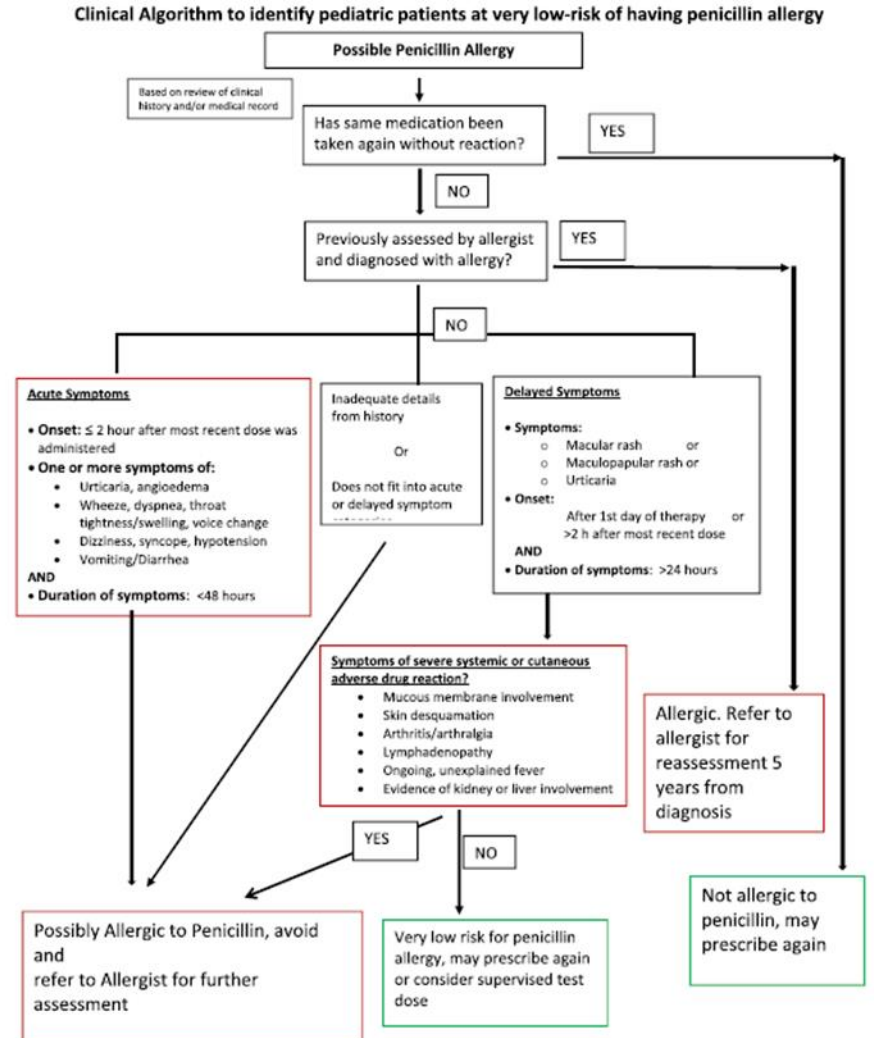 Clinical Algorithm to identify pediatric patients at very low-risk of having penicillin allergy
Possible Penicillin Allergy
Based on review of clinical
history and/or medical record
Has same medication been
taken again without reaction?
YES
NO
Previously assessed by allergist
and diagnosed with allergy?
YES
NO
Acute Symptoms
• Onset: ≤ 2 hour after most recent dose was
administered
• One or more symptoms of:
• Urticaria, angioedema
• Wheeze, dyspnea, throat
tightness/swelling, voice change
• Dizziness, syncope, hypotension
• Vomiting/Diarrhea
AND
• Duration of symptoms: <48 hours
Inadequate details
from history
Or
Does not fit into acute
or delayed symptom
Delayed Symptoms
• Symptoms:
o Macular rash or
o Maculopapular rash or
o Urticaria
• Onset:
After 1st day of therapy or
>2 h after most recent dose
AND
• Duration of symptoms: >24 hours
Symptoms of severe systemic or cutaneous
adverse drug reaction?
• Mucous membrane involvement
• Skin desquamation
• Arthritis/arthralgia
• Lymphadenopathy
• Ongoing, unexplained fever
• Evidence of kidney or liver involvement
YES
NO
Allergic. Refer to
allergist for
reassessment 5
years from
diagnosis
Not allergic to
penicillin, may
prescribe again
Possibly Allergic to Penicillin, avoid
and
refer to Allergist for further
assessment
Very low risk for penicillin
allergy, may prescribe again
or consider supervised test
dose